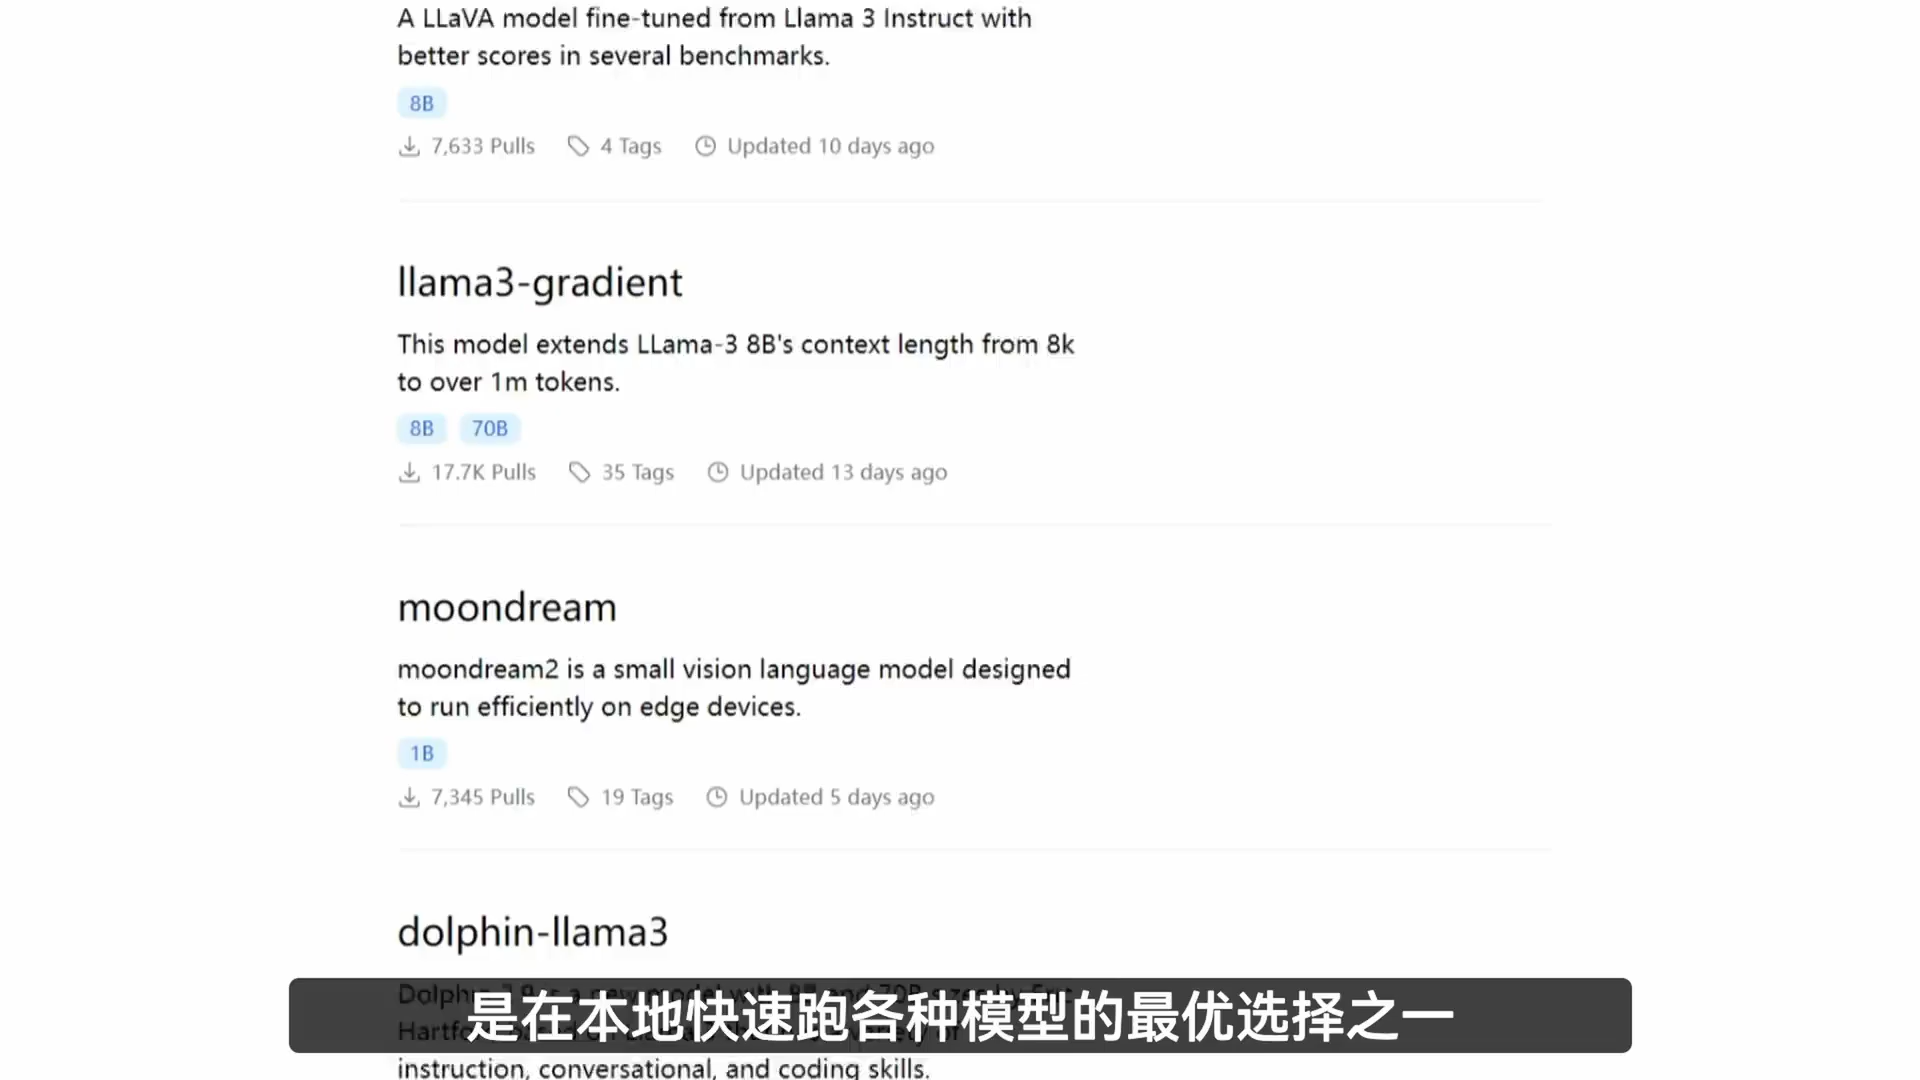 A LLaVA model fine-tuned from Llama 3 Instruct with
better scores in several benchmarks.
8B
7,633 Pulls 4 Tags Updated 10 days ago
llama3-gradient
This model extends LLama-3 8B's context length from 8k
to over 1m tokens.
8B 70B
17.7K Pulls 35 Tags Updated 13 days ago
moondream
moondream2 is a small vision language model designed
to run efficiently on edge devices.
1B
7,345 Pulls 19 Tags Updated 5 days ago
dolphin-llama3
是在本地快速跑各种模型的最优选择之一
instruction, conversational, and coding skills.